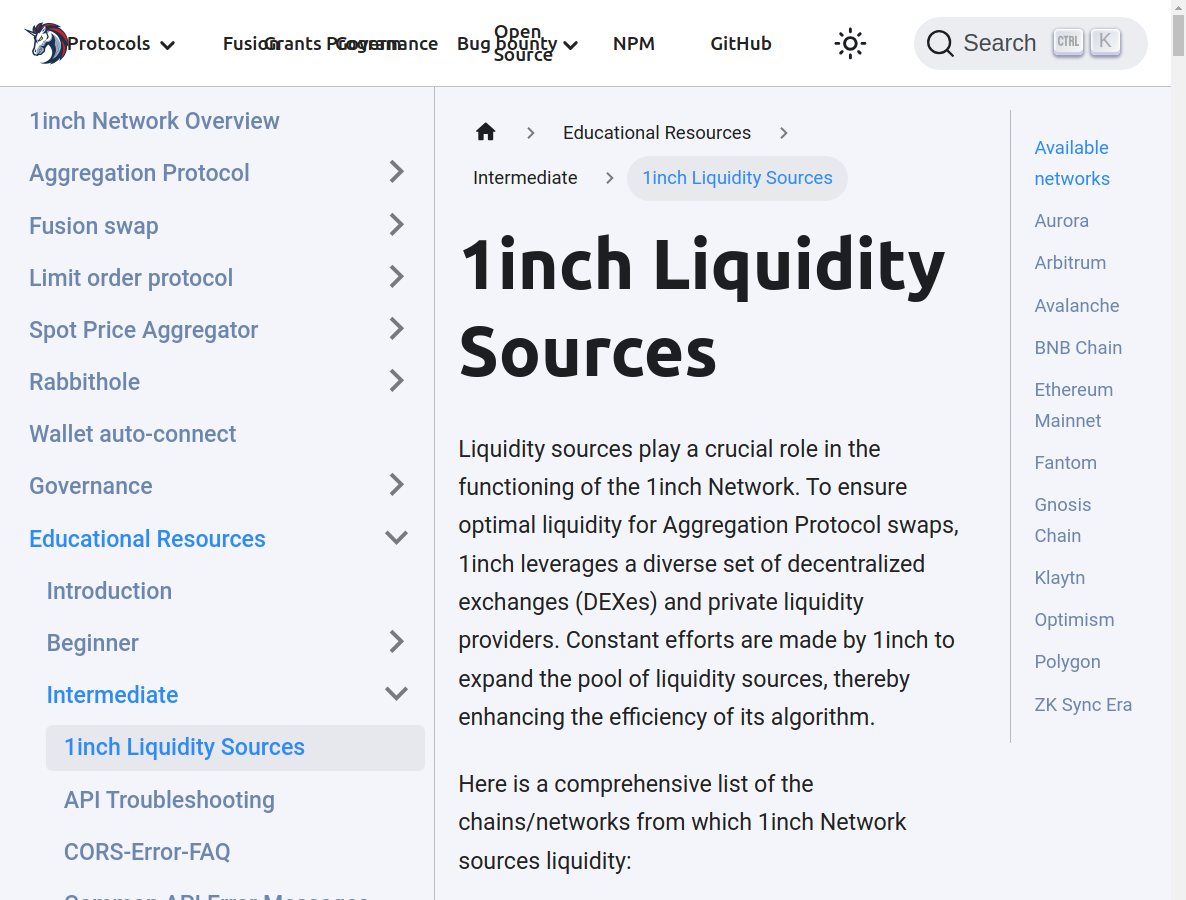 Protocols
Fusion
Grants Program
Governance
Bug bounty
Open
Source
NPM
GitHub
Search
CTRL
K
1inch Network Overview
Aggregation Protocol
Fusion swap
Limit order protocol
Spot Price Aggregator
Rabbithole
Wallet auto-connect
Governance
Educational Resources
Introduction
Beginner
Intermediate
1inch Liquidity Sources
API Troubleshooting
CORS-Error-FAQ
Common API Error Messages
Educational Resources
Intermediate
1inch Liquidity Sources
1inch Liquidity
Sources
Liquidity sources play a crucial role in the
functioning of the 1inch Network. To ensure
optimal liquidity for Aggregation Protocol swaps,
1inch leverages a diverse set of decentralized
exchanges (DEXes) and private liquidity
providers. Constant efforts are made by 1inch to
expand the pool of liquidity sources, thereby
enhancing the efficiency of its algorithm.
Here is a comprehensive list of the
chains/networks from which 1inch Network
sources liquidity:
Available
networks
Aurora
Arbitrum
Avalanche
BNB Chain
Ethereum
Mainnet
Fantom
Gnosis
Chain
Klaytn
Optimism
Polygon
ZK Sync Era